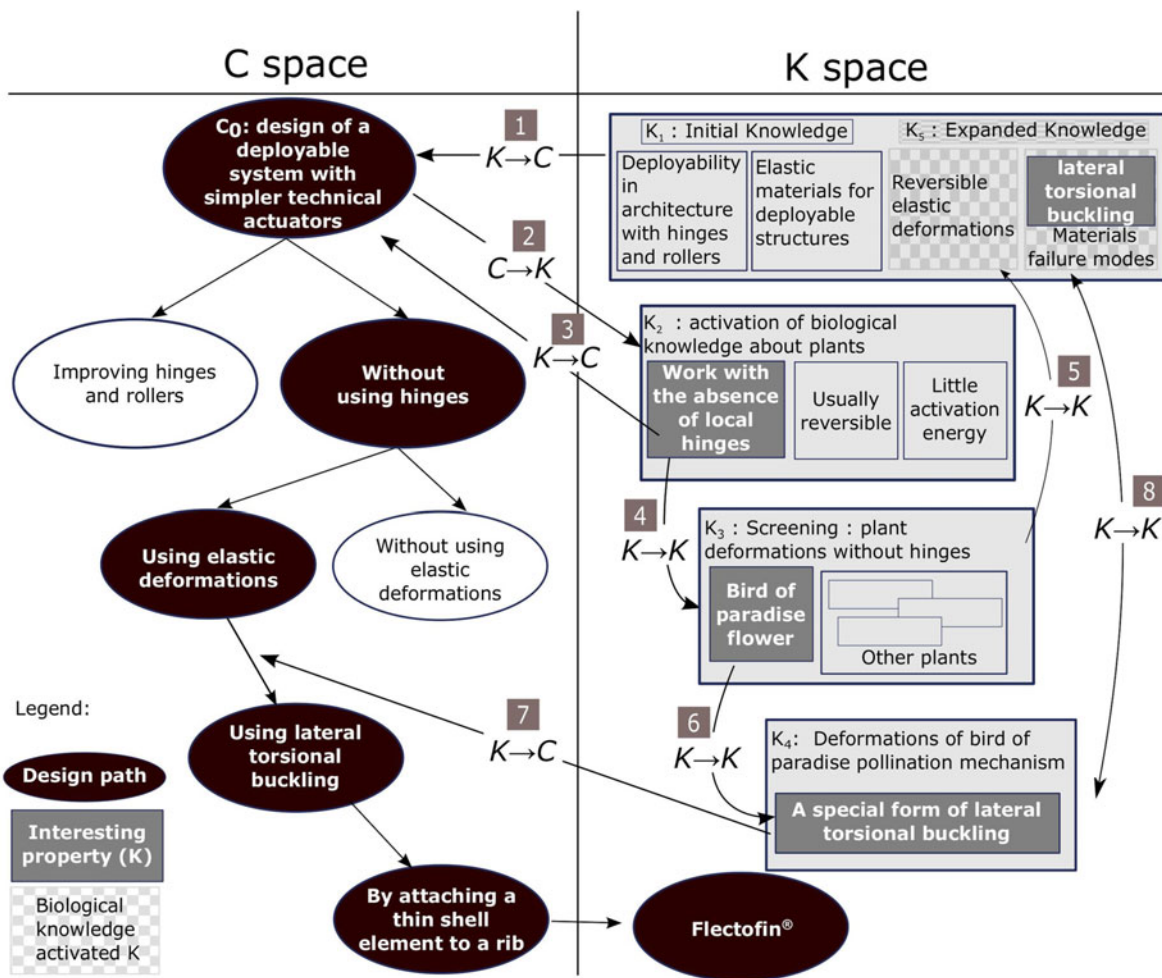 C space
K space
C0: design of a
deployable
system with
simpler technical
actuators
1
K→C
K1 : Initial Knowledge
K5 : Expanded Knowledge
Deployability
in
architecture
with hinges
and rollers
Elastic
materials for
deployable
structures
Reversible
elastic
deformations
lateral
torsional
buckling
Materials
failure modes
2
C→K
3
K→C
K2 : activation of biological
knowledge about plants
Work with
the absence
of local
hinges
Usually
reversible
Little
activation
energy
5
K→K
Improving hinges
and rollers
Without
using hinges
4
K→K
8
K→K
K3 : Screening : plant
deformations without hinges
Bird of
paradise
flower
Other plants
Using elastic
deformations
Without using
elastic
deformations
6
K→K
7
K→C
K4: Deformations of bird of
paradise pollination mechanism
A special form of lateral
torsional buckling
Using lateral
torsional
buckling
By attaching a
thin shell
element to a rib
Flectofin®
Legend:
Design path
Interesting
property (K)
Biological
knowledge
activated K